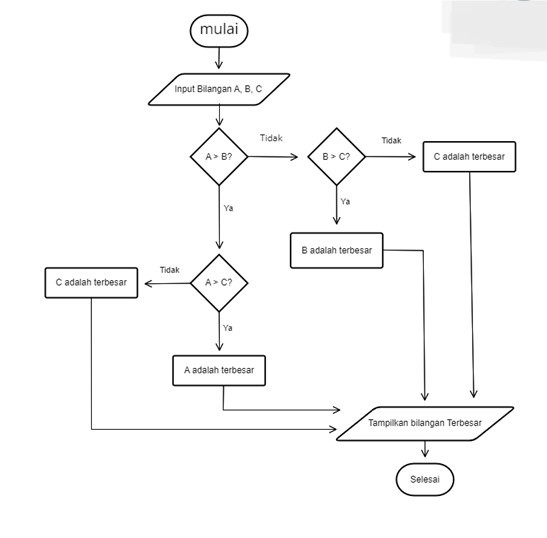 mulai
Input Bilangan A, B, C
Tidak
Tidak
A > B?
B > C?
C adalah terbesar
Ya
Ya
B adalah terbesar
Tidak
C adalah terbesar
A > C?
Ya
A adalah terbesar
Tampilkan bilangan Terbesar
Selesai